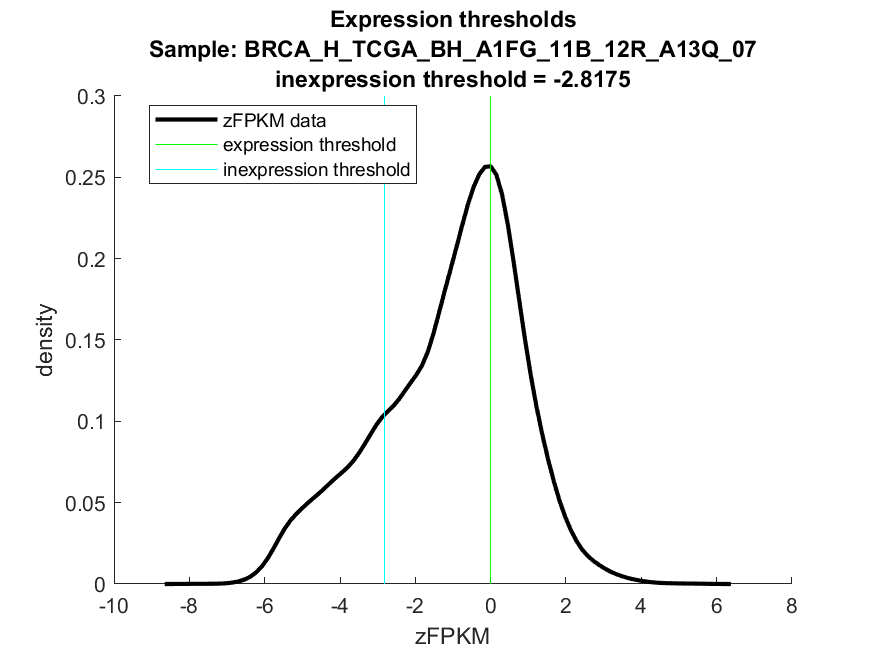 Expression thresholds
Sample: BRCA_H_TCGA_BH_A1FG_11B_12R_A13Q_07
inexpression threshold = -2.8175
zFPKM data
expression threshold
inexpression threshold
0.3
0.25
0.2
0.15
0.1
0.05
0
density
-10 -8 -6 -4 -2 0 2 4 6 8
zFPKM